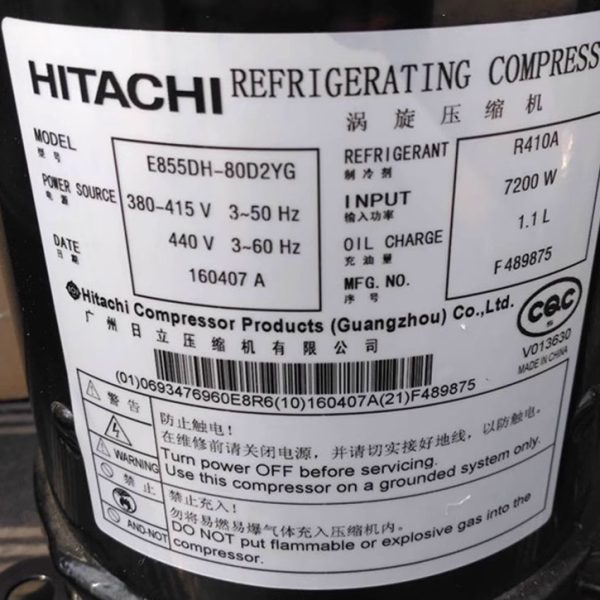 HITACHI REFRIGERATING COMPRESS
涡旋压缩机
MODEL 型号 E855DH-80D2YG
POWER SOURCE 电源 380-415 V 3~50 Hz
440 V 3~60 Hz
DATE 日期 160407 A
REFRIGERANT 制冷剂 R410A
INPUT 输入功率 7200 W
OIL CHARGE 充油量 1.1 L
MFG. NO. 序号 F489875
Hitachi Compressor Products (Guangzhou) Co.,Ltd.
广州日立压缩机有限公司
CQC
V013630
MADE IN CHINA
(01)0693476960E8R6(10)160407A(21)F489875
警告
WARNING
防止触电!
在维修前请关闭电源,并请切实接好地线,以防触电.
Turn power OFF before servicing.
Use this compressor on a grounded system only.
禁止
AND-NOT
禁止充入!
勿将易燃易爆气体充入压缩机内。
DO NOT put flammable or explosive gas into the
compressor.